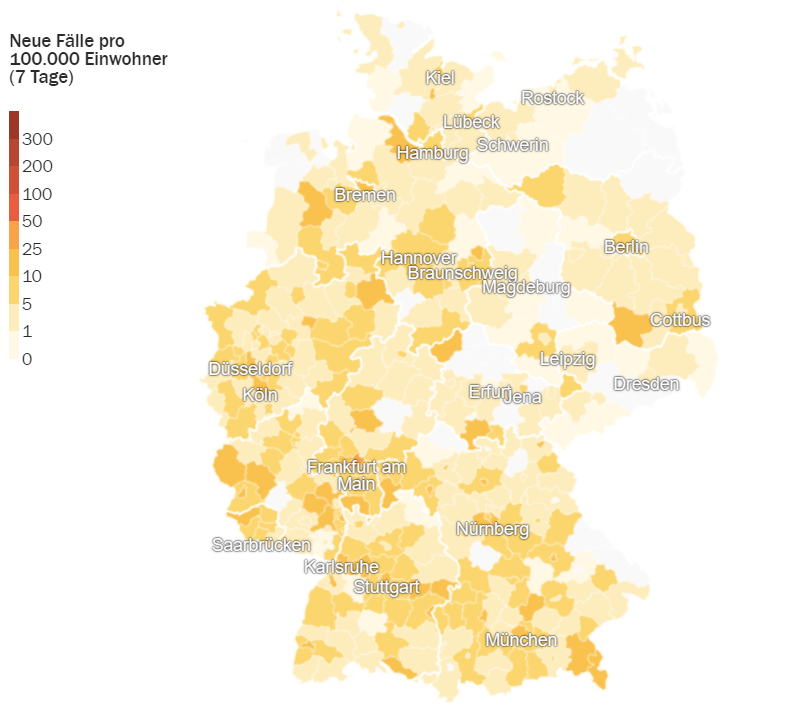 Neue Fälle pro
100.000 Einwohner
(7 Tage)
300
200
100
50
25
10
5
1
0
Kiel
Rostock
Lübeck
Schwerin
Hamburg
Bremen
Berlin
Hannover
Braunschweig
Magdeburg
Cottbus
Leipzig
Düsseldorf
Dresden
Köln
Erfurt
Jena
Frankfurt am
Main
Nürnberg
Saarbrücken
Karlsruhe
Stuttgart
München